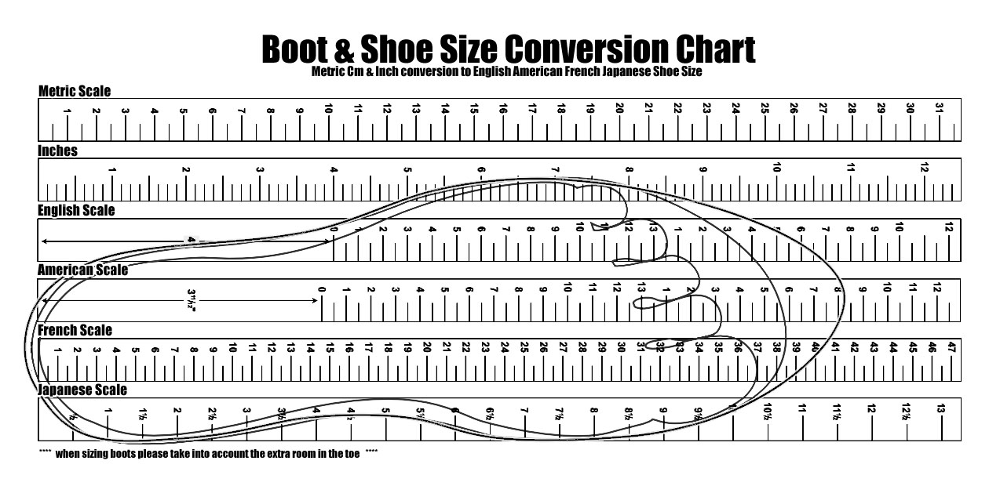 Boot & Shoe Size Conversion Chart
Metric Cm & Inch conversion to English American French Japanese Shoe Size
Metric Scale
1 2 3 4 5 6 7 8 9 10 11 12 13 14 15 16 17 18 19 20 21 22 23 24 25 26 27 28 29 30 31
Inches
1 2 3 4 5 6 7 8 9 10 11 12
English Scale
4" 0 2 3 4 5 6 7 8 9 10 11 12 13 1 2 3 4 5 6 7 8 9 10 12
American Scale
3 11/12" 0 1 2 3 4 5 6 7 8 9 10 11 12 13 1 2 3 4 5 6 7 8 9 10 11 12
French Scale
1 2 3 4 5 6 7 8 9 10 11 12 13 14 15 16 17 18 19 20 21 22 23 24 25 26 27 28 29 30 31 32 33 34 35 36 37 38 39 40 41 42 43 44 45 46 47
Japanese Scale
½ 1 1½ 2 2½ 3 3½ 4 4½ 5 5½ 6 6½ 7 7½ 8 8½ 9 9½ 10½ 11 11½ 12 12½ 13
**** when sizing boots please take into account the extra room in the toe ****